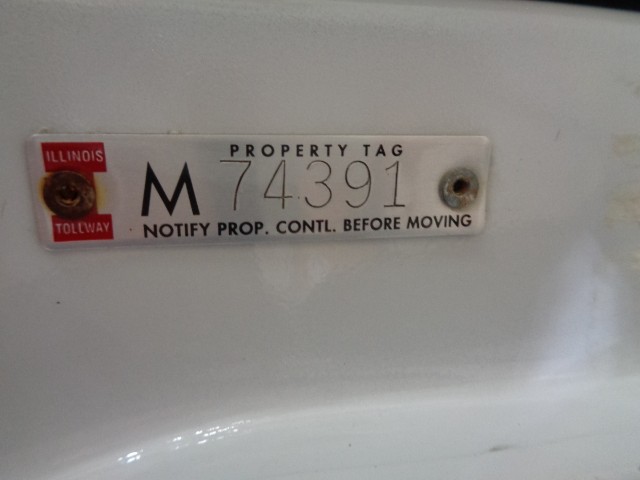 ILLINOIS
TOLLWAY
PROPERTY TAG
M 74391
NOTIFY PROP. CONTL. BEFORE MOVING